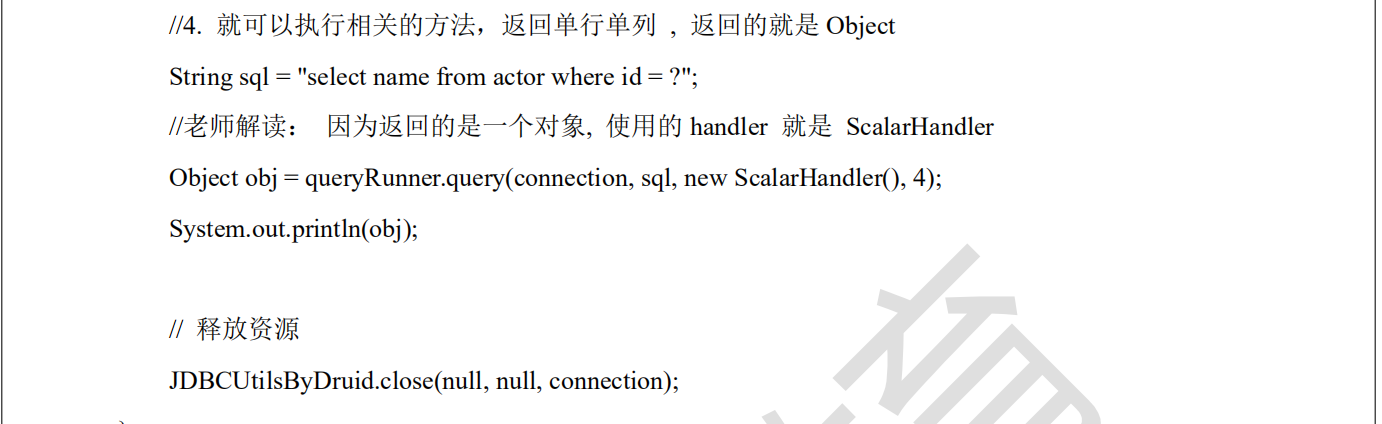 //4. 就可以执行相关的方法，返回单行单列 , 返回的就是 Object
String sql = "select name from actor where id = ?";
//老师解读： 因为返回的是一个对象, 使用的 handler 就是 ScalarHandler
Object obj = queryRunner.query(connection, sql, new ScalarHandler(), 4);
System.out.println(obj);
// 释放资源
JDBCUtilsByDruid.close(null, null, connection);